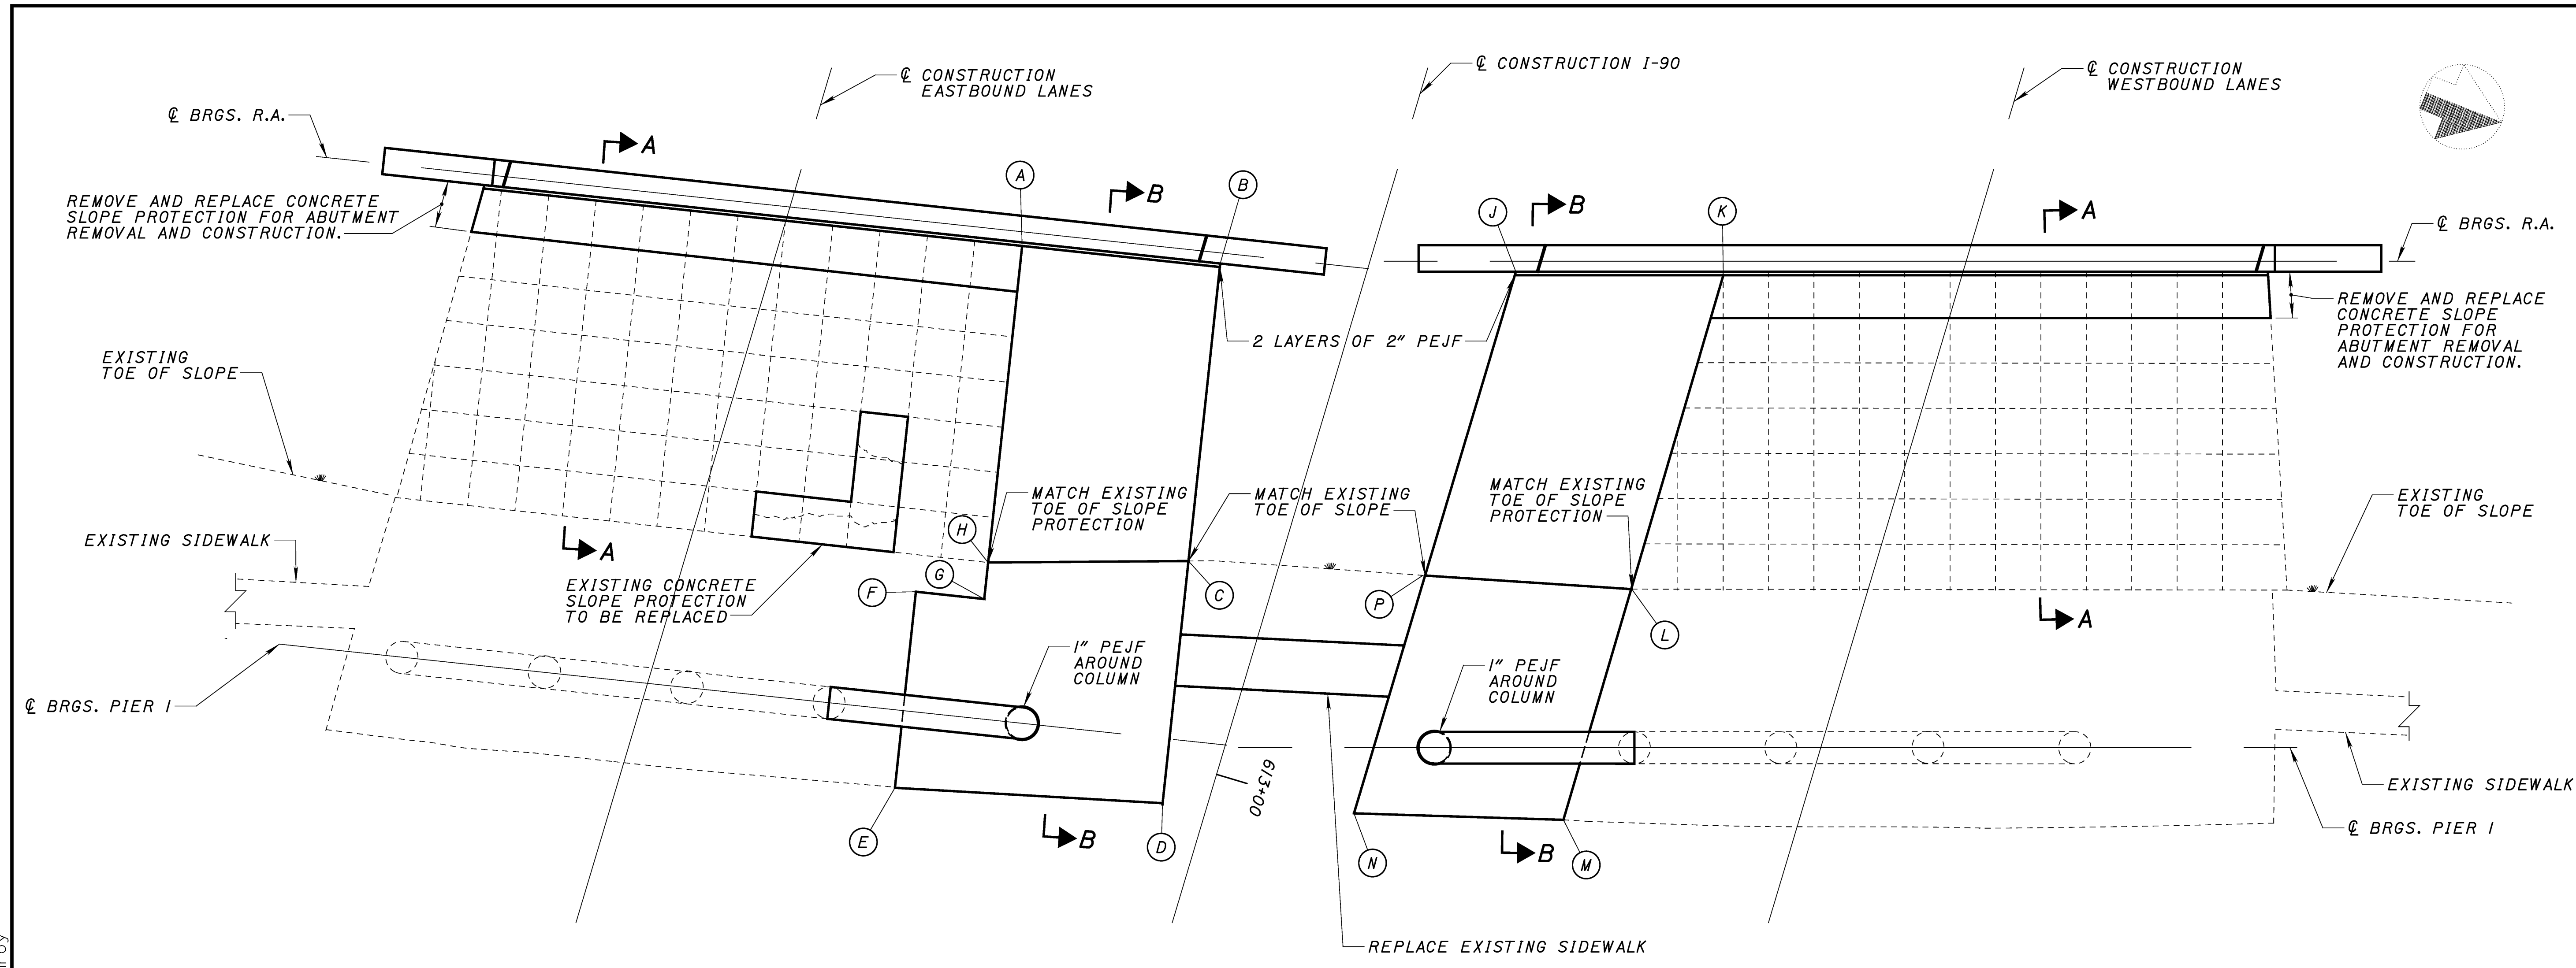 ℄ CONSTRUCTION
EASTBOUND LANES
℄ CONSTRUCTION I-90
℄ CONSTRUCTION
WESTBOUND LANES
℄ BRGS. R.A.
A
A
B
B
J
B
K
A
℄ BRGS. R.A.
REMOVE AND REPLACE CONCRETE
SLOPE PROTECTION FOR ABUTMENT
REMOVAL AND CONSTRUCTION.
REMOVE AND REPLACE
CONCRETE SLOPE
PROTECTION FOR
ABUTMENT REMOVAL
AND CONSTRUCTION.
2 LAYERS OF 2" PEJF
EXISTING
TOE OF SLOPE
MATCH EXISTING
TOE OF SLOPE
PROTECTION
MATCH EXISTING
TOE OF SLOPE
MATCH EXISTING
TOE OF SLOPE
PROTECTION
EXISTING
TOE OF SLOPE
EXISTING SIDEWALK
H
A
G
F
C
P
L
A
EXISTING CONCRETE
SLOPE PROTECTION
TO BE REPLACED
1" PEJF
AROUND
COLUMN
1" PEJF
AROUND
COLUMN
℄ BRGS. PIER 1
613+00
EXISTING SIDEWALK
℄ BRGS. PIER 1
E
B
D
N
B
M
REPLACE EXISTING SIDEWALK